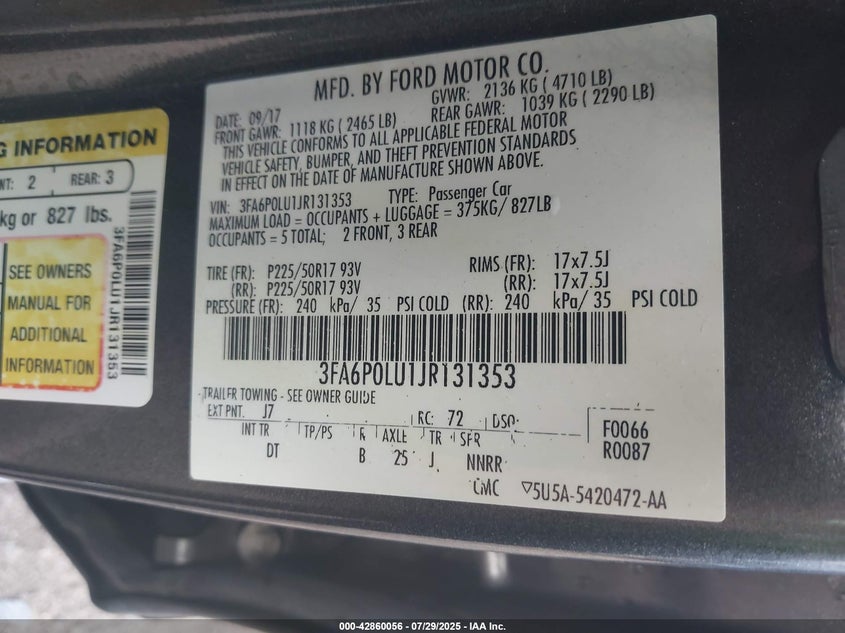 G INFORMATION
NT: 2 REAR: 3
kg or 827 lbs.
SEE OWNERS
MANUAL FOR
ADDITIONAL
INFORMATION
3FA6P0LU1JR131353
MFD. BY FORD MOTOR CO.
DATE: 09/17 GVWR: 2136 KG ( 4710 LB)
FRONT GAWR: 1118 KG ( 2465 LB) REAR GAWR: 1039 KG ( 2290 LB)
THIS VEHICLE CONFORMS TO ALL APPLICABLE FEDERAL MOTOR
VEHICLE SAFETY, BUMPER, AND THEFT PREVENTION STANDARDS
IN EFFECT ON THE DATE OF MANUFACTURE SHOWN ABOVE.
VIN: 3FA6P0LU1JR131353 TYPE: Passenger Car
MAXIMUM LOAD = OCCUPANTS + LUGGAGE = 375KG/ 827LB
OCCUPANTS = 5 TOTAL; 2 FRONT, 3 REAR
TIRE (FR): P225/50R17 93V RIMS (FR): 17x7.5J
(RR): P225/50R17 93V (RR): 17x7.5J
PRESSURE (FR): 240 kPa/ 35 PSI COLD (RR): 240 kPa/ 35 PSI COLD
3FA6P0LU1JR131353
TRAILER TOWING - SEE OWNER GUIDE
EXT PNT. J7 RC: 72 DSO: F0066
INT TR TP/PS R AXLE TR SPR R0087
DT B 25 J NNRR
CMC ▽5U5A-5420472-AA
000-42860056 | 07/29/2025 | IAA Inc.